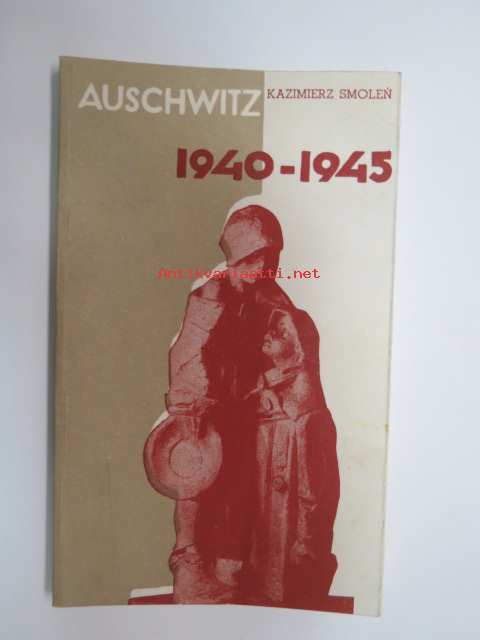 AUSCHWITZ
KAZIMIERZ SMOLEŃ
1940-1945
Antikvariaatti.net